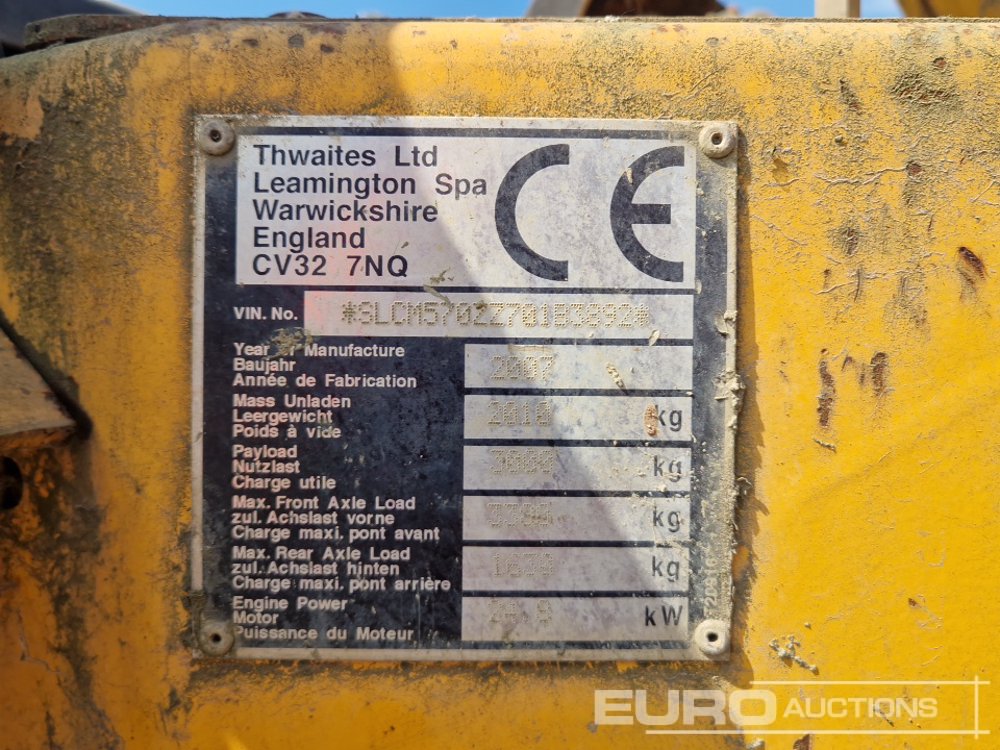 Thwaites Ltd
Leamington Spa
Warwickshire
England
CV32 7NQ
CE
VIN. No.
Year of Manufacture 2007
Baujahr
Année de Fabrication
Mass Unladen
Leergewicht 2010 kg
Poids à vide
Payload
Nutzlast 3000 kg
Charge utile
Max. Front Axle Load
zul. Achslast vorne kg
Charge maxi. pont avant
Max. Rear Axle Load
zul. Achslast hinten kg
Charge maxi. pont arrière
Engine Power
Motor kW
Puissance du Moteur
EURO AUCTIONS